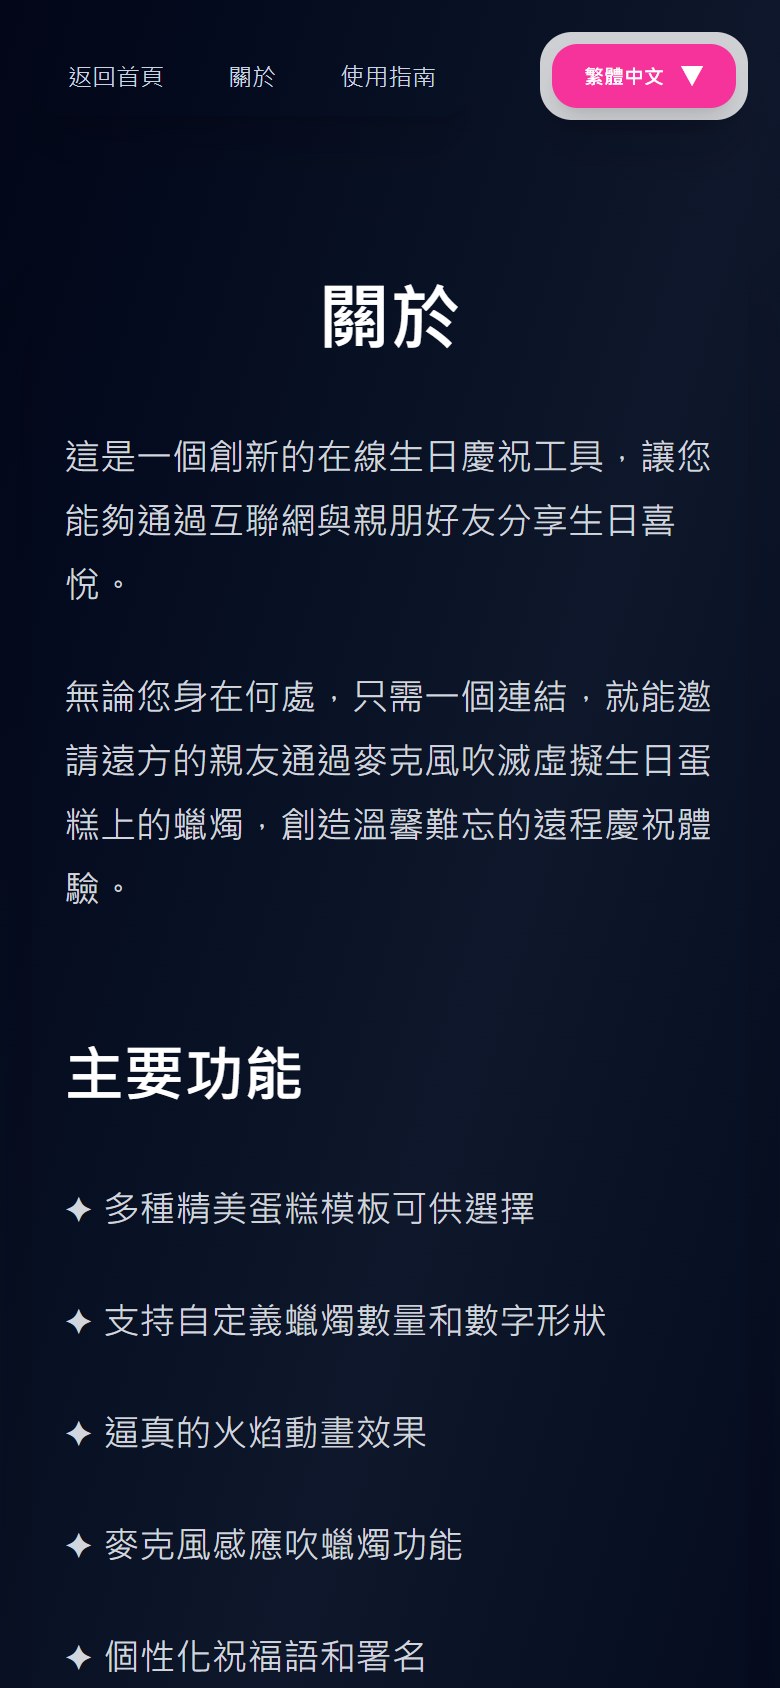 返回首頁 關於 使用指南 繁體中文 ▼
關於
這是一個創新的在線生日慶祝工具，讓您
能夠通過互聯網與親朋好友分享生日喜
悅。
無論您身在何處，只需一個連結，就能邀
請遠方的親友通過麥克風吹滅虛擬生日蛋
糕上的蠟燭，創造溫馨難忘的遠程慶祝體
驗。
主要功能
✦ 多種精美蛋糕模板可供選擇
✦ 支持自定義蠟燭數量和數字形狀
✦ 逼真的火焰動畫效果
✦ 麥克風感應吹蠟燭功能
✦ 個性化祝福語和署名